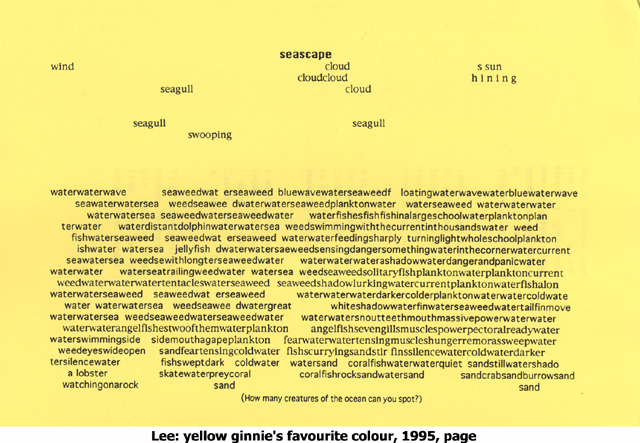 seascape
wind cloud s sun
cloudcloud h i n i n g
seagull cloud
seagull seagull
swooping
waterwaterwave seaweedwat erseaweed bluewavewaterseaweedf loatingwaterwavewaterbluewaterwave
seawaterwatersea weedseawee dwaterwaterseaweedplanktonwater waterseaweed waterwaterwater
waterwatersea seaweedwaterseaweedwater waterfishesfishfishinalargeschoolwaterplanktonplan
terwater waterdistantdolphinwaterwatersea weedswimmingwiththecurrentinthousandswater weed
fishwaterseaweed seaweedwat erseaweed waterwaterfeedingsharply turninglightwholeschoolplankton
ishwater watersea jellyfish dwaterwatersaweedsensingdangersomethingwaterinthecornerwatercurrent
seawatersea weedsewithlongterseaweedwater waterwaterwaterashadowwaterdangerandpanicwater
waterwater waterseatrailingweedwater watersea weedseaweedsolitaryfishplanktonwaterplanktoncurrent
weedwaterwaterwatertentacleswaterseaweed seaweedshadowlurkingwatercurrentplanktonwaterfishalon
waterwaterseaweed seaweedwat erseaweed waterwaterwaterdarkercolderplanktonwaterwatercoldwate
water waterwatersea weedseawee dwatergreat whiteshadowwaterfinwaterseaweedwatertailfinmove
waterwatersea weedseaweedwaterseaweedwater waterwatersnoutteethmouthmassivepowerwaterwater
waterwaterangelfishestwoofthemwaterplankton angelfishsevengillsmusclespowerpectoralreadywater
waterswimmingside sidemouthagapeplankton fearwaterwatertensingmuscleshungerremorassweepwater
weedeyeswideopen sandfeartensingcoldwater fishscurryingsandstir finssilencewatercoldwaterdarker
tersilencewater fishsweptdark coldwater watersand coralfishwaterwaterquiet sandstillwatershado
a lobster skatewaterpreycoral coralfishrocksandwatersand sandcrabsandburrowsand
watchingonarock sand sand
(How many creatures of the ocean can you spot?)
Lee: yellow ginnie's favourite colour, 1995, page